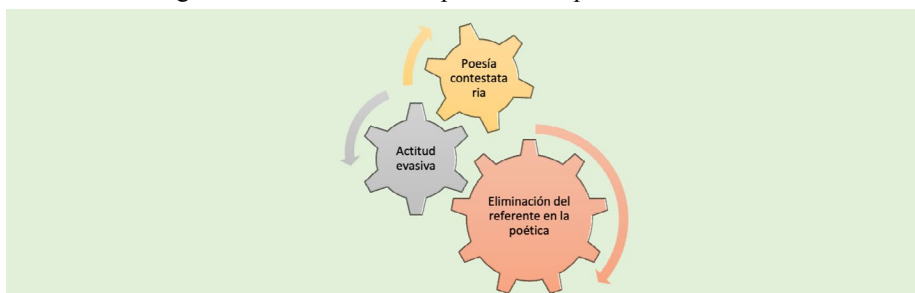 Poesía
contestata
ria
Actitud
evasiva
Eliminación del
referente en la
poética